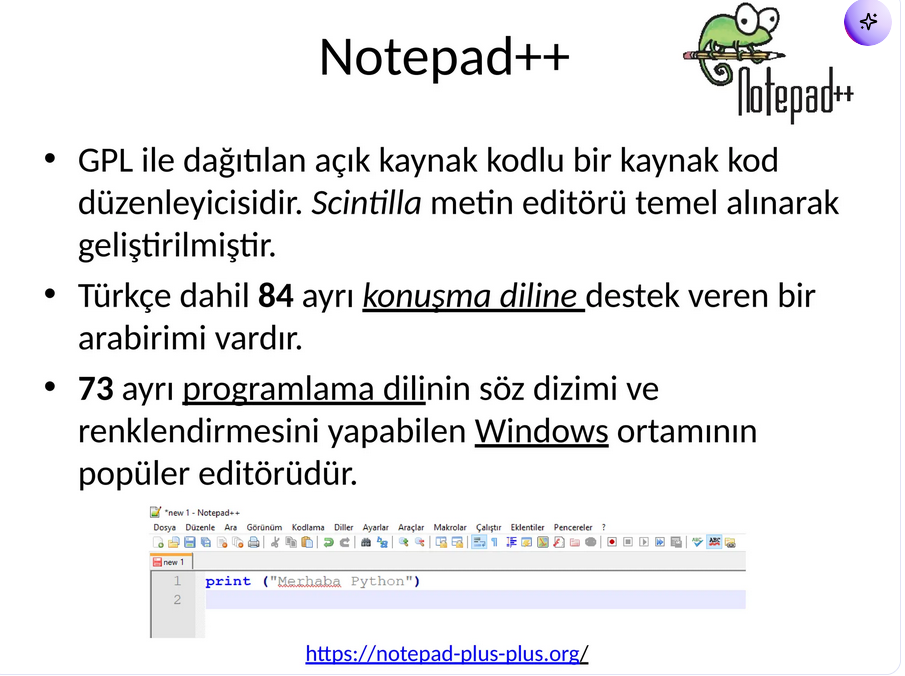 Notepad++
Notepad++
• GPL ile dağıtılan açık kaynak kodlu bir kaynak kod
düzenleyicisidir. Scintilla metin editörü temel alınarak
geliştirilmiştir.
• Türkçe dahil 84 ayrı konuşma diline destek veren bir
arabirimi vardır.
• 73 ayrı programlama dilinin söz dizimi ve
renklendirmesini yapabilen Windows ortamının
popüler editörüdür.
*new 1 - Notepad++
Dosya Düzenle Ara Görünüm Kodlama Diller Ayarlar Araçlar Makrolar Çalıştır Eklentiler Pencereler ?
ABC
new 1
1 print ("Merhaba Python")
2
https://notepad-plus-plus.org/